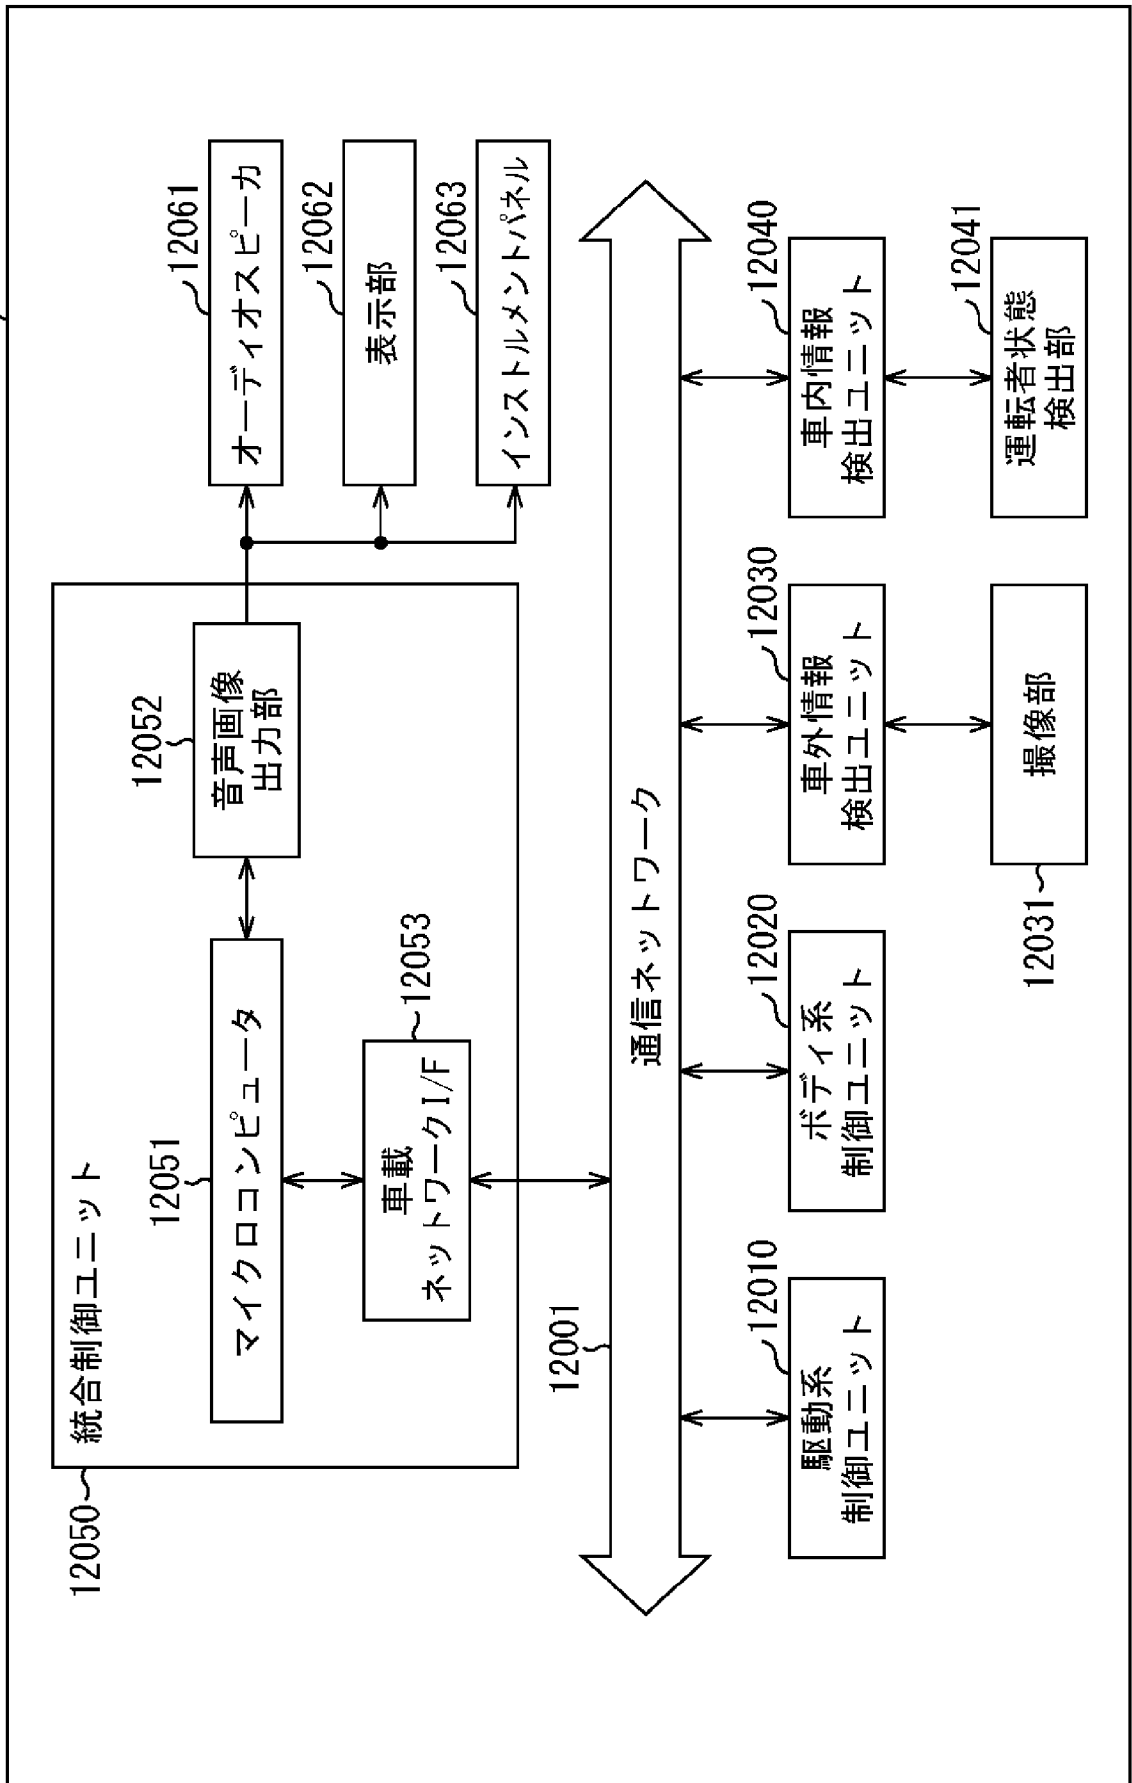 統合制御ユニット
12050
12051
マイクロコンピュータ
12052
音声画像
出力部
12053
車載
ネットワークI/F
12061
オーディオスピーカ
12062
表示部
12063
インストルメントパネル
12001
通信ネットワーク
12010
駆動系
制御ユニット
12020
ボディ系
制御ユニット
12030
車外情報
検出ユニット
12040
車内情報
検出ユニット
12031
撮像部
12041
運転者状態
検出部